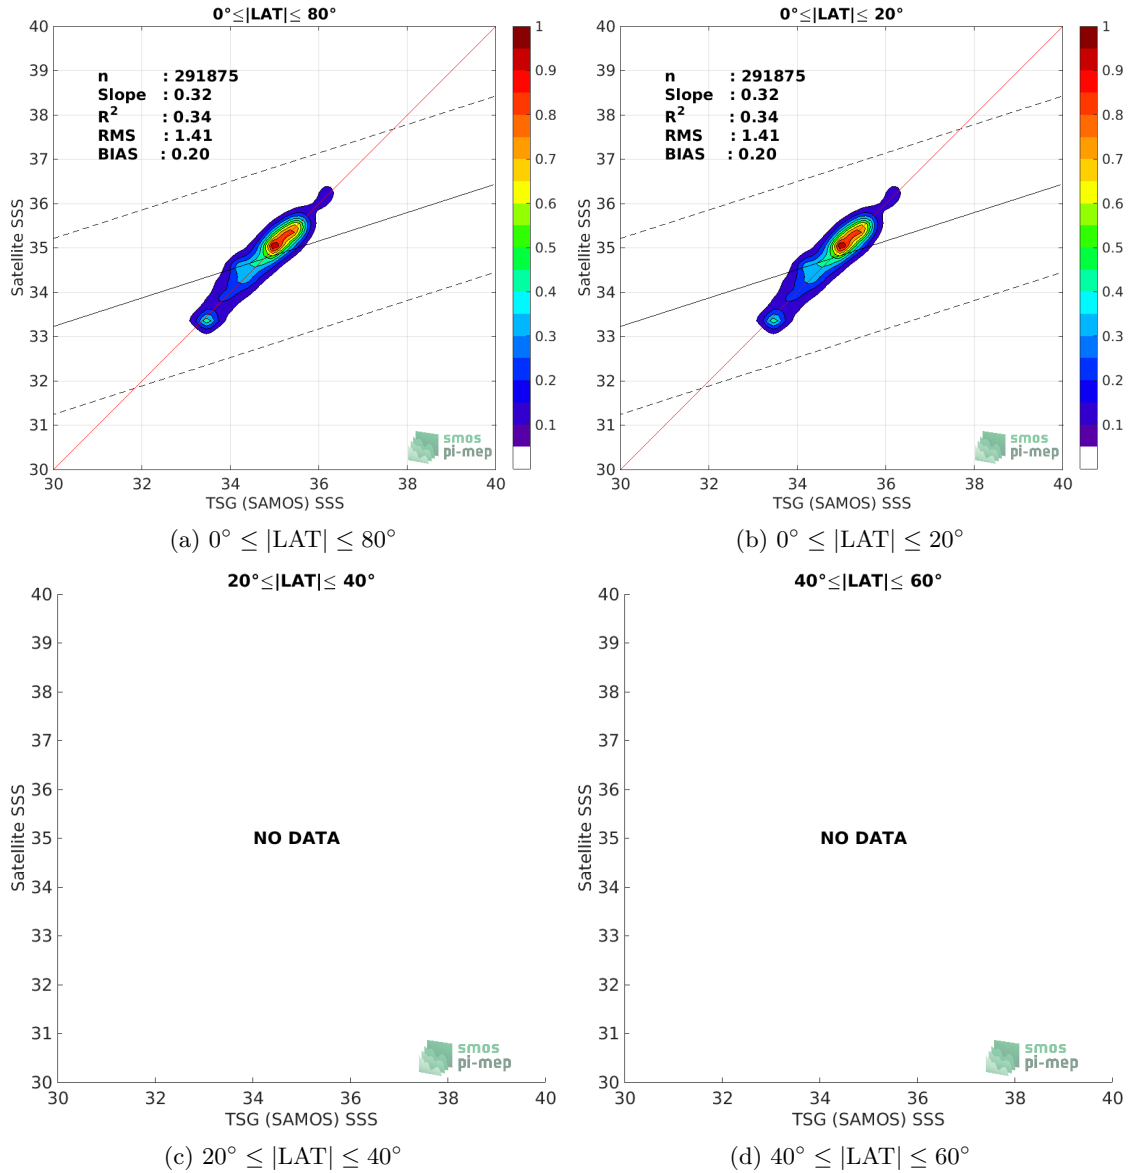 0°≤|LAT|≤ 80°
40
39
38
37
36
35
34
33
32
31
30
Satellite SSS
n : 291875
Slope : 0.32
R² : 0.34
RMS : 1.41
BIAS : 0.20
1
0.9
0.8
0.7
0.6
0.5
0.4
0.3
0.2
0.1
smos
pi-mep
30 32 34 36 38 40
TSG (SAMOS) SSS
(a) 0° ≤ |LAT| ≤ 80°
0°≤|LAT|≤ 20°
40
39
38
37
36
35
34
33
32
31
30
Satellite SSS
n : 291875
Slope : 0.32
R² : 0.34
RMS : 1.41
BIAS : 0.20
1
0.9
0.8
0.7
0.6
0.5
0.4
0.3
0.2
0.1
smos
pi-mep
30 32 34 36 38 40
TSG (SAMOS) SSS
(b) 0° ≤ |LAT| ≤ 20°
20°≤|LAT|≤ 40°
40
39
38
37
36
35
34
33
32
31
30
Satellite SSS
NO DATA
smos
pi-mep
30 32 34 36 38 40
TSG (SAMOS) SSS
(c) 20° ≤ |LAT| ≤ 40°
40°≤|LAT|≤ 60°
40
39
38
37
36
35
34
33
32
31
30
Satellite SSS
NO DATA
smos
pi-mep
30 32 34 36 38 40
TSG (SAMOS) SSS
(d) 40° ≤ |LAT| ≤ 60°